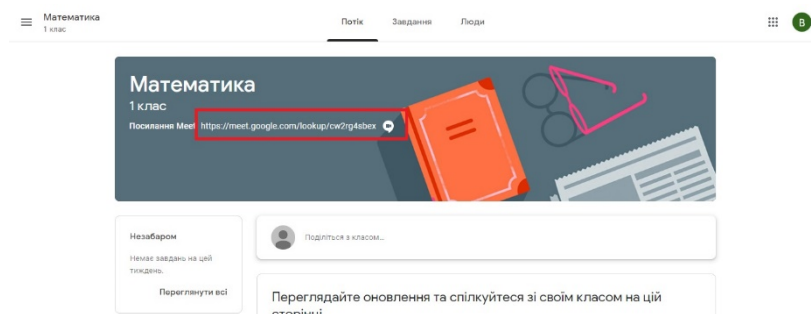 Математика
1 клас
Потік Завдання Люди
В
Математика
1 клас
Посилання Meet https://meet.google.com/lookup/cw2rg4sbex
Незабаром
Немає завдань на цей
тиждень.
Переглянути всі
Поділіться з класом...
Переглядайте оновлення та спілкуйтеся зі своїм класом на цій
сторінці